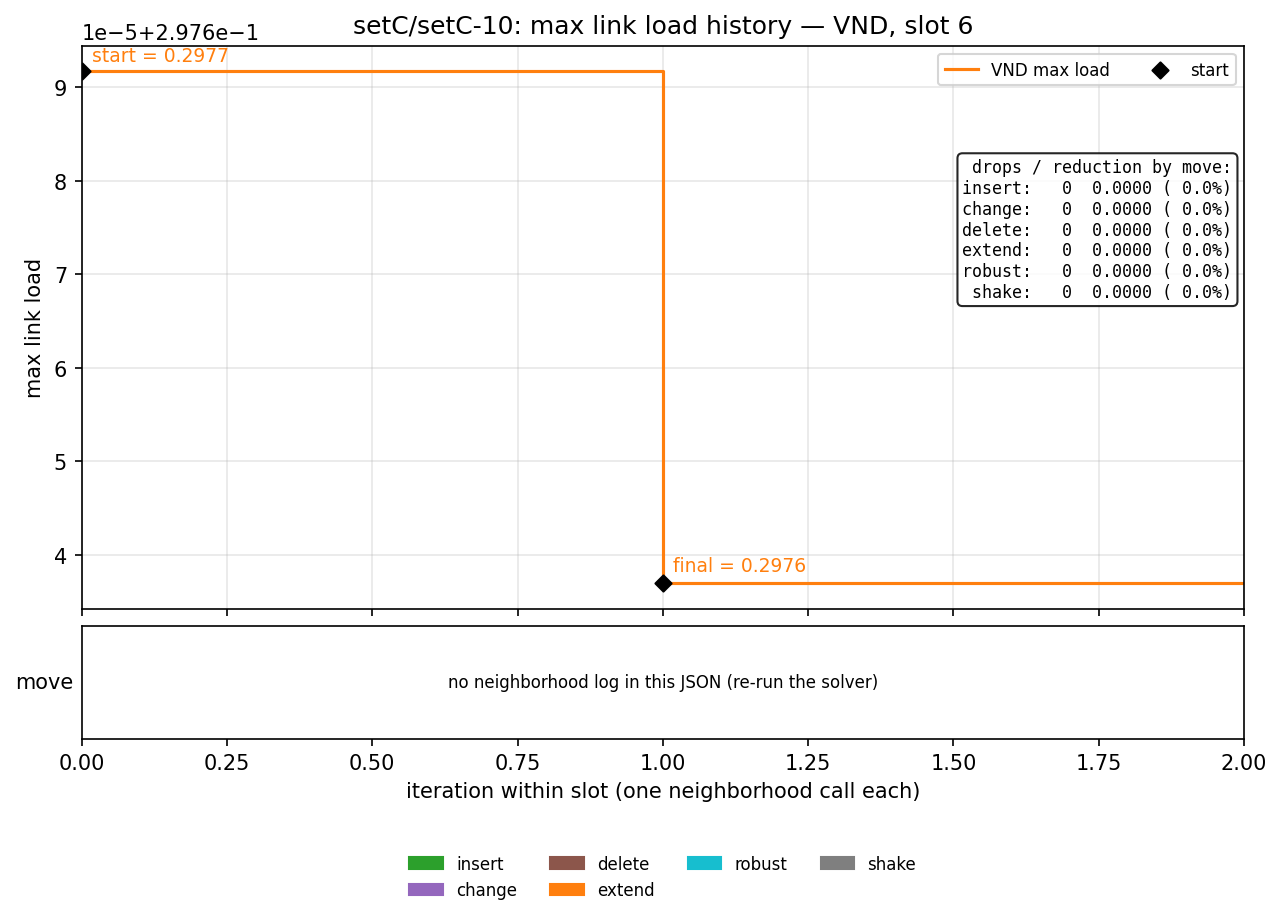 setC/setC-10: max link load history — VND, slot 6
1e−5+2.976e−1
start = 0.2977
VND max load
start
9
8
7
6
5
4
max link load
drops / reduction by move:
insert:   0  0.0000 ( 0.0%)
change:   0  0.0000 ( 0.0%)
delete:   0  0.0000 ( 0.0%)
extend:   0  0.0000 ( 0.0%)
robust:   0  0.0000 ( 0.0%)
shake:   0  0.0000 ( 0.0%)
final = 0.2976
move
no neighborhood log in this JSON (re-run the solver)
0.00 0.25 0.50 0.75 1.00 1.25 1.50 1.75 2.00
iteration within slot (one neighborhood call each)
insert delete robust shake
change extend